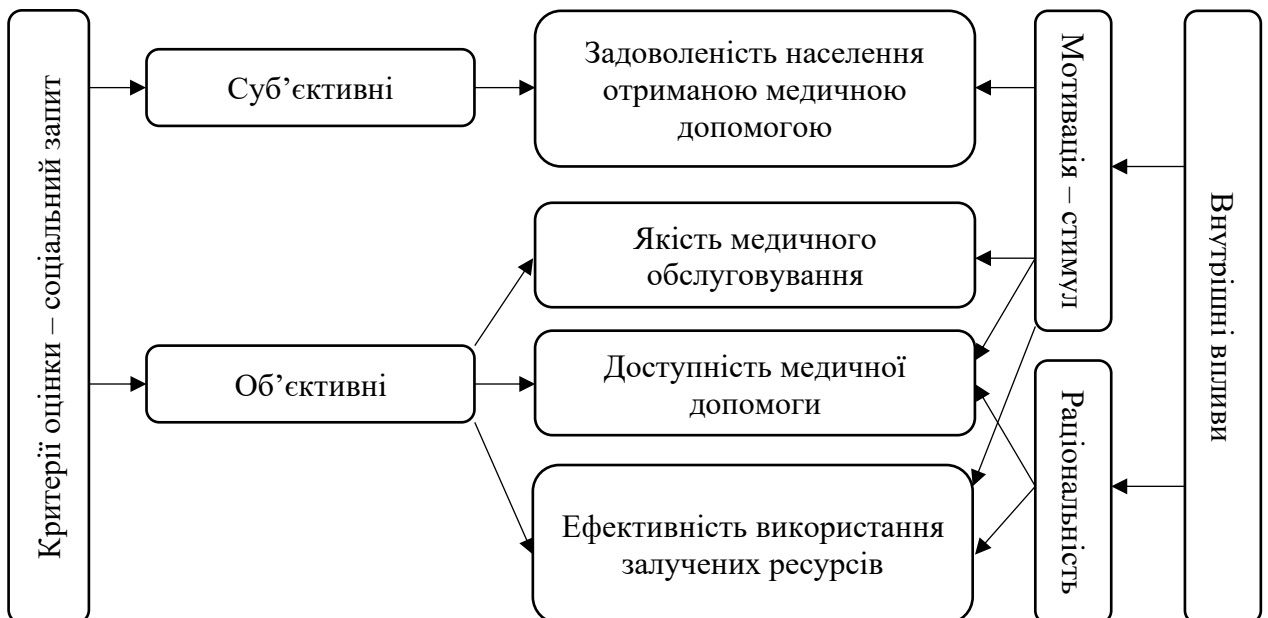 Критерії оцінки – соціальний запит
Суб’єктивні
Об’єктивні
Задоволеність населення
отриманою медичною
допомогою
Якість медичного
обслуговування
Доступність медичної
допомоги
Ефективність використання
залучених ресурсів
Мотивація – стимул
Раціональність
Внутрішні впливи